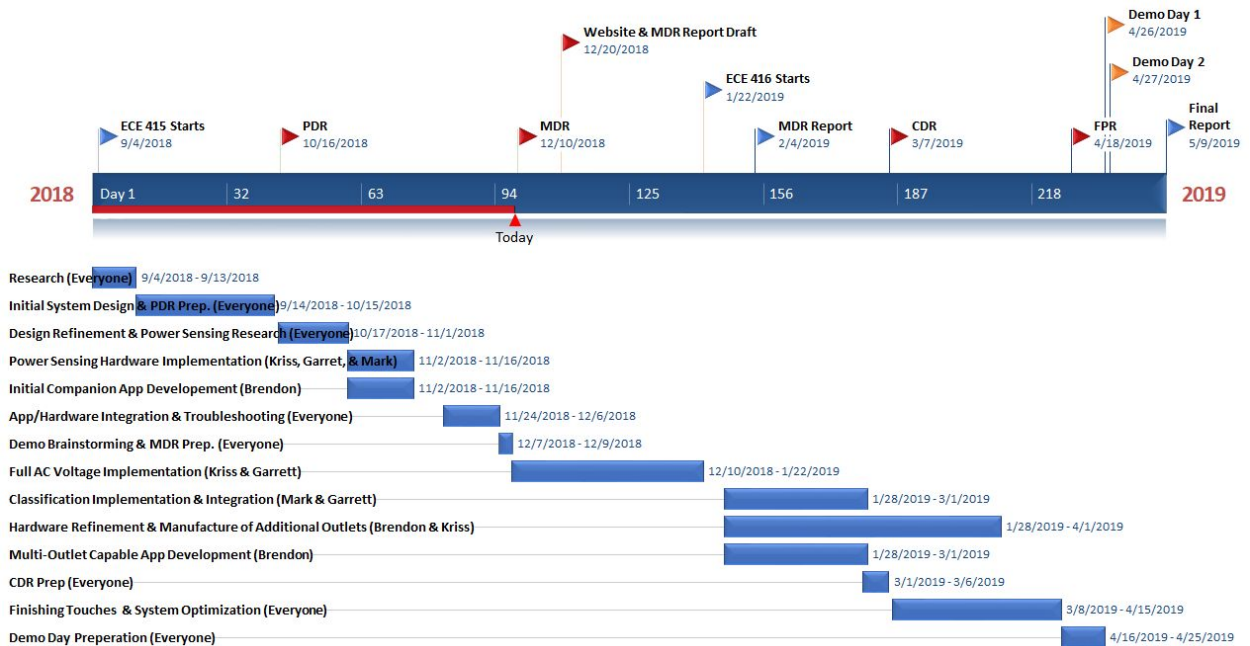 Demo Day 1
4/26/2019
Website & MDR Report Draft
12/20/2018
Demo Day 2
4/27/2019
ECE 416 Starts
1/22/2019
ECE 415 Starts
9/4/2018
PDR
10/16/2018
MDR
12/10/2018
MDR Report
2/4/2019
CDR
3/7/2019
FPR
4/18/2019
Final
Report
5/9/2019
2018 Day 1 32 63 94 125 156 187 218 2019
Today
Research (Everyone) 9/4/2018 - 9/13/2018
Initial System Design & PDR Prep. (Everyone) 9/14/2018 - 10/15/2018
Design Refinement & Power Sensing Research (Everyone) 10/17/2018 - 11/1/2018
Power Sensing Hardware Implementation (Kriss, Garret, & Mark) 11/2/2018 - 11/16/2018
Initial Companion App Developement (Brendon) 11/2/2018 - 11/16/2018
App/Hardware Integration & Troubleshooting (Everyone) 11/24/2018 - 12/6/2018
Demo Brainstorming & MDR Prep. (Everyone) 12/7/2018 - 12/9/2018
Full AC Voltage Implementation (Kriss & Garrett) 12/10/2018 - 1/22/2019
Classification Implementation & Integration (Mark & Garrett) 1/28/2019 - 3/1/2019
Hardware Refinement & Manufacture of Additional Outlets (Brendon & Kriss) 1/28/2019 - 4/1/2019
Multi-Outlet Capable App Development (Brendon) 1/28/2019 - 3/1/2019
CDR Prep (Everyone) 3/1/2019 - 3/6/2019
Finishing Touches & System Optimization (Everyone) 3/8/2019 - 4/15/2019
Demo Day Preperation (Everyone) 4/16/2019 - 4/25/2019